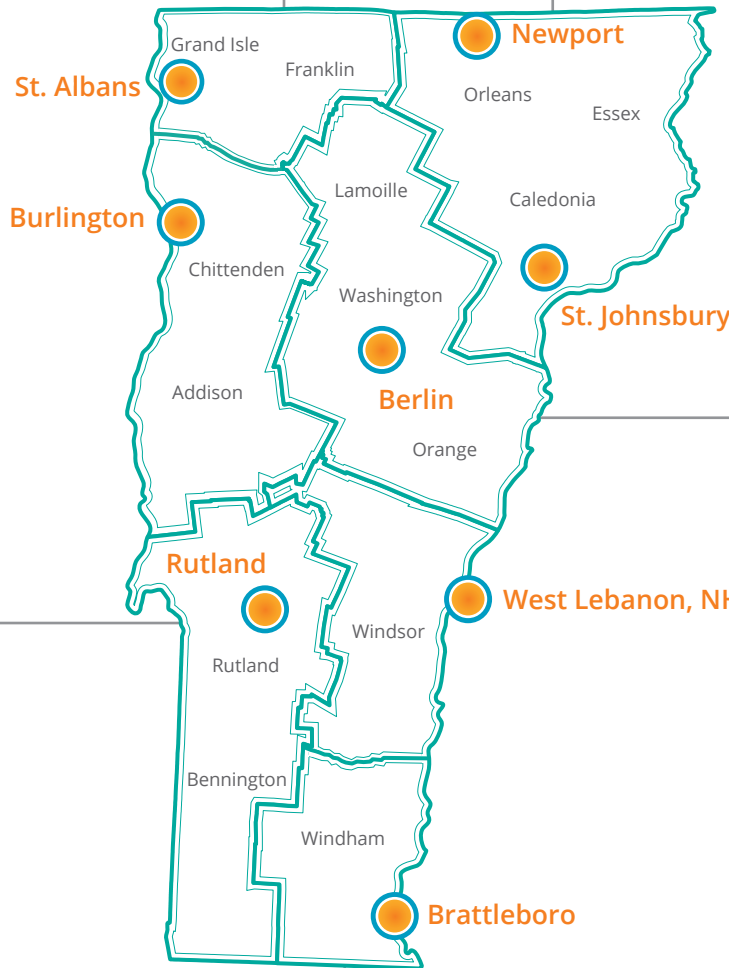 Newport
Grand Isle
Franklin
St. Albans
Orleans
Essex
Lamoille
Caledonia
Burlington
Chittenden
Washington
St. Johnsbury
Addison
Berlin
Orange
Rutland
West Lebanon, NH
Windsor
Rutland
Bennington
Windham
Brattleboro